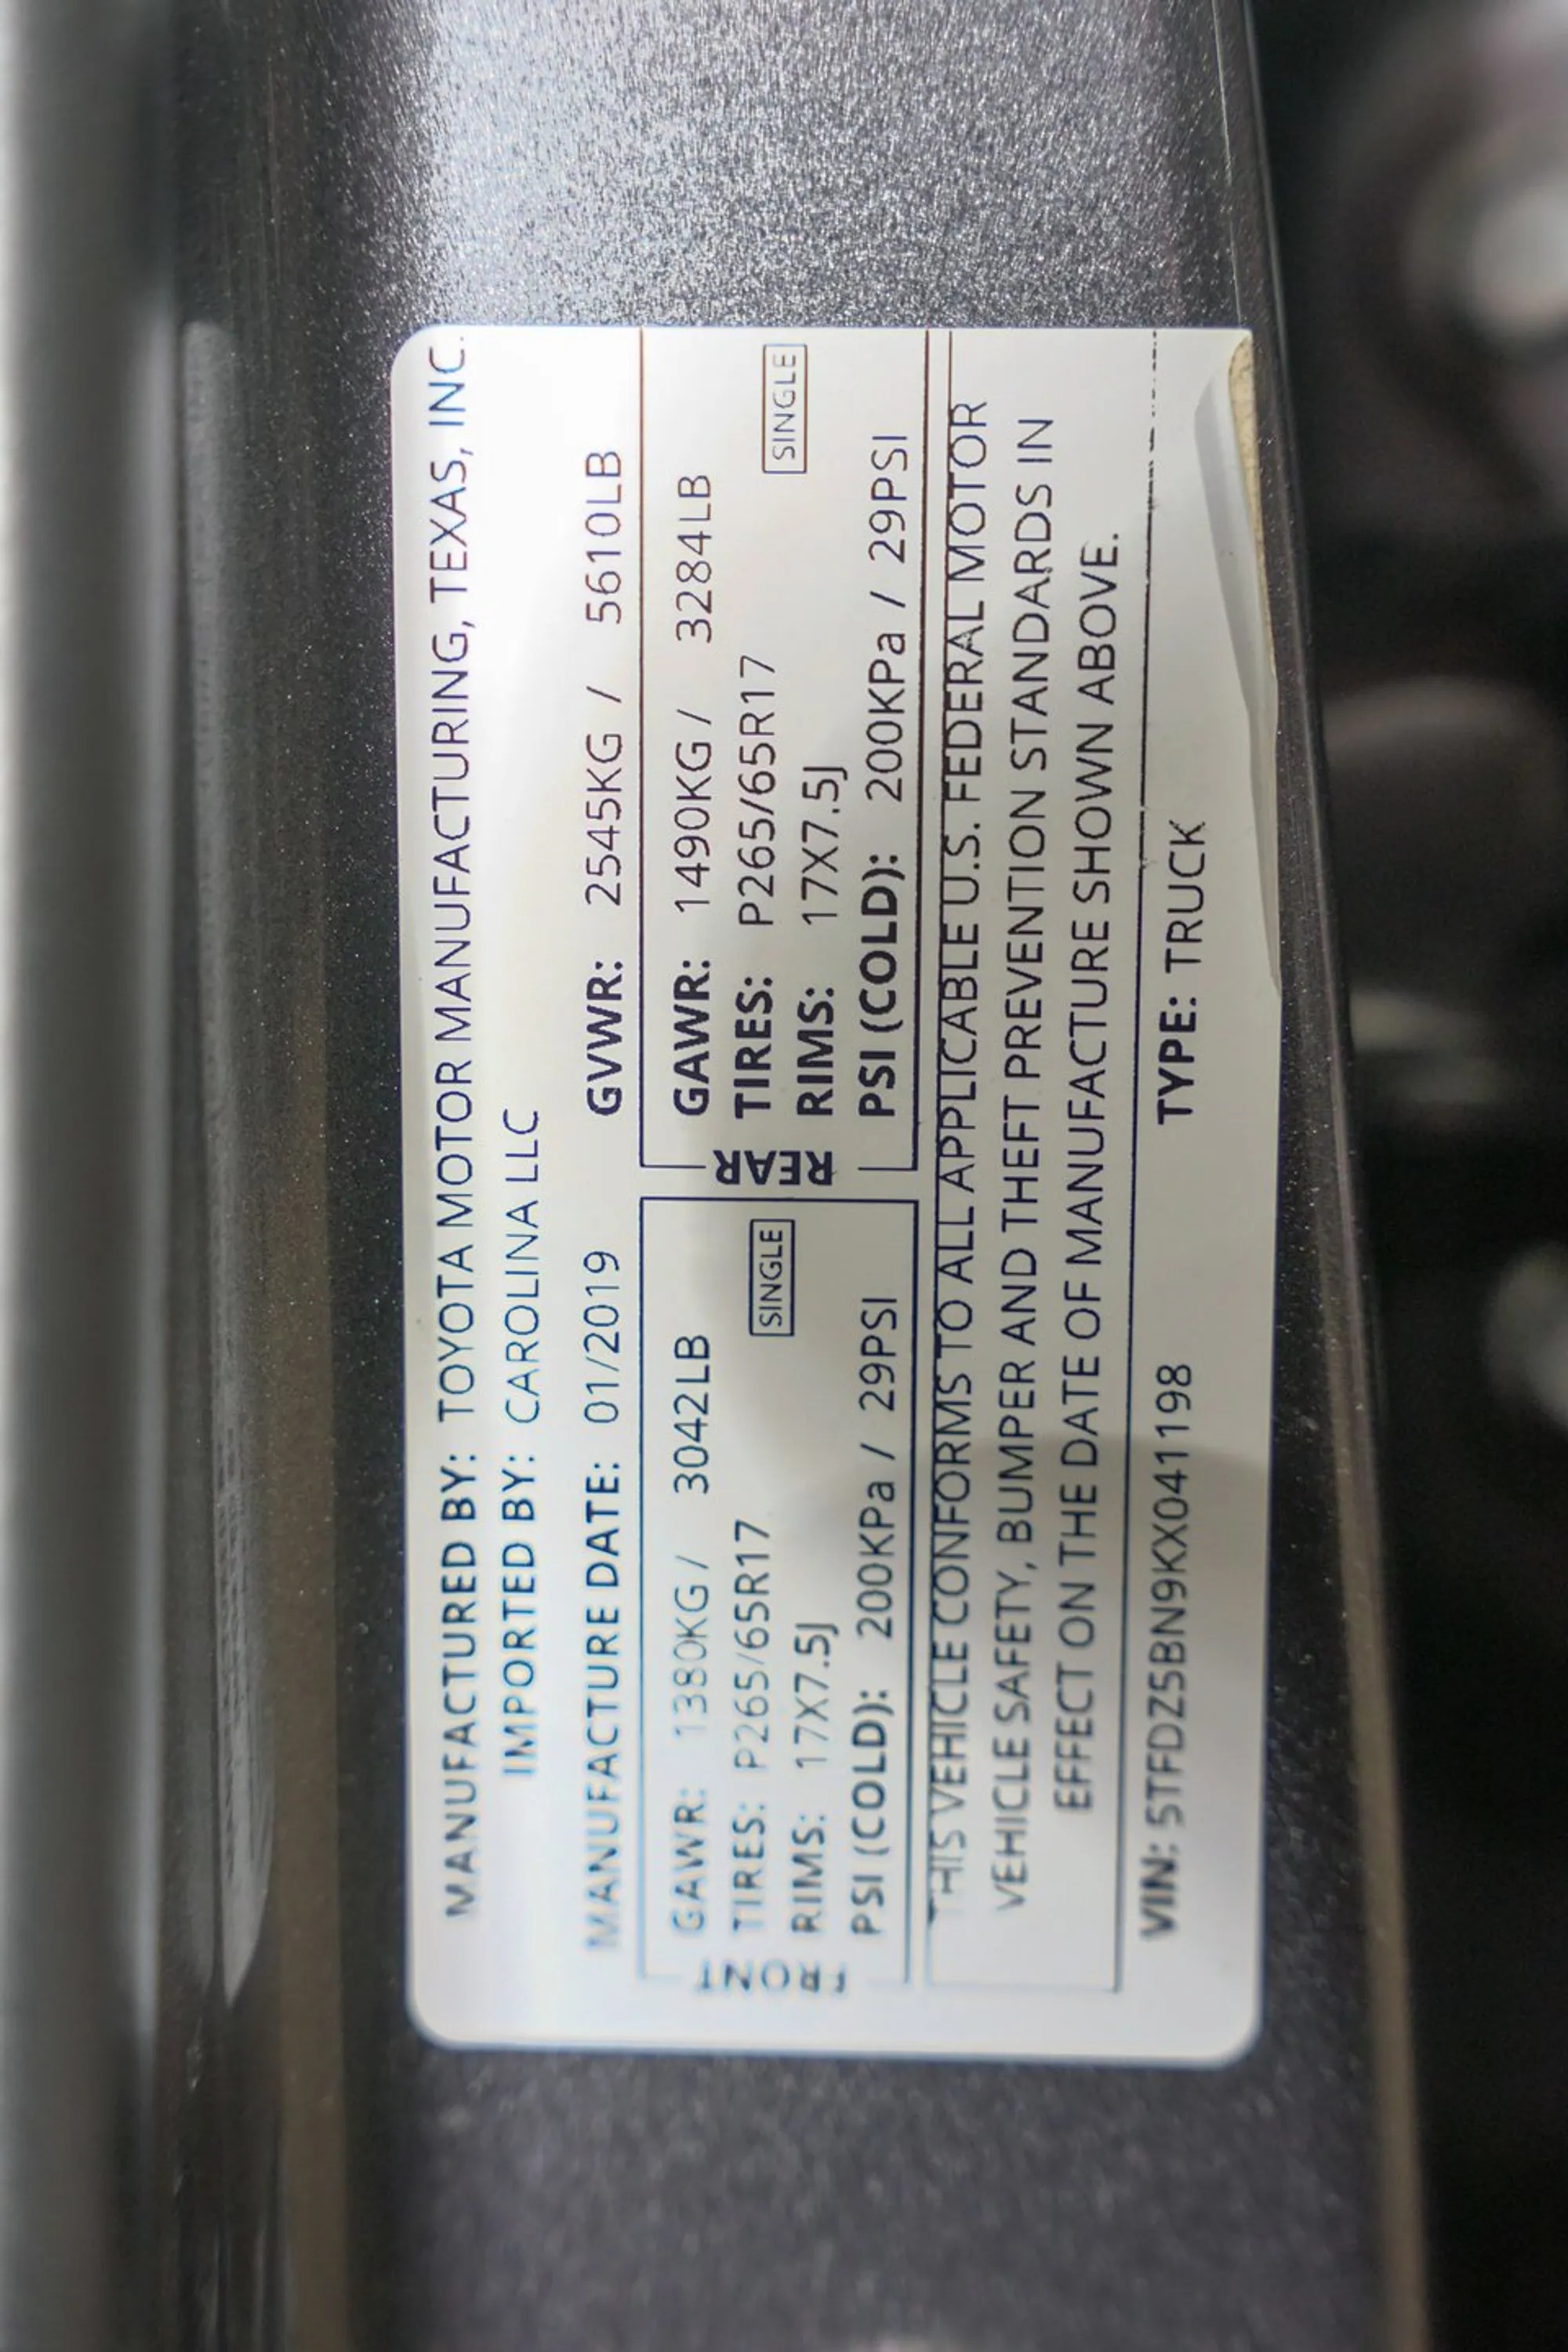 MANUFACTURED BY: TOYOTA MOTOR MANUFACTURING, TEXAS, INC.
IMPORTED BY: CAROLINA LLC
MANUFACTURE DATE: 01/2019 GVWR: 2545KG / 5610LB
FRONT
GAWR: 1380KG / 3042LB
TIRES: P265/65R17 SINGLE
RIMS: 17X7.5J
PSI (COLD): 200KPa / 29PSI
REAR
GAWR: 1490KG / 3284LB
TIRES: P265/65R17 SINGLE
RIMS: 17X7.5J
PSI (COLD): 200KPa / 29PSI
THIS VEHICLE CONFORMS TO ALL APPLICABLE U.S. FEDERAL MOTOR
VEHICLE SAFETY, BUMPER AND THEFT PREVENTION STANDARDS IN
EFFECT ON THE DATE OF MANUFACTURE SHOWN ABOVE.
VIN: 5TFDZ5BN9KX041198 TYPE: TRUCK